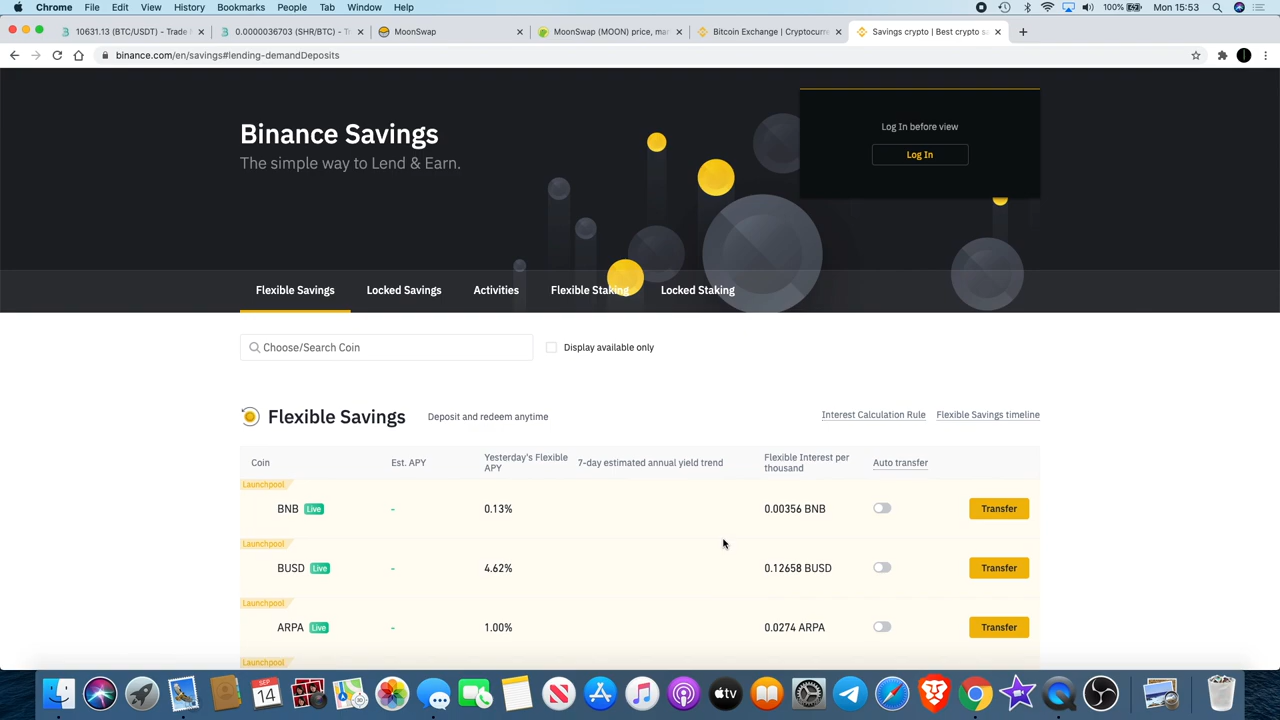 Chrome File Edit View History Bookmarks People Tab Window Help 100% Mon 15:53
10631.13 (BTC/USDT) - Trade 0.0000036703 (SHR/BTC) - MoonSwap MoonSwap (MOON) price, mar Bitcoin Exchange | Cryptocurr Savings crypto | Best crypto sa
binance.com/en/savings#lending-demandDeposits
Log In before view
Log In
Binance Savings
The simple way to Lend & Earn.
Flexible Savings Locked Savings Activities Flexible Staking Locked Staking
Choose/Search Coin Display available only
Flexible Savings Deposit and redeem anytime Interest Calculation Rule Flexible Savings timeline
Coin Est. APY Yesterday's Flexible APY 7-day estimated annual yield trend Flexible Interest per thousand Auto transfer
Launchpool
BNB Live - 0.13% 0.00356 BNB Transfer
Launchpool
BUSD Live - 4.62% 0.12658 BUSD Transfer
Launchpool
ARPA Live - 1.00% 0.0274 ARPA Transfer
Launchpool
SEP
14
tv